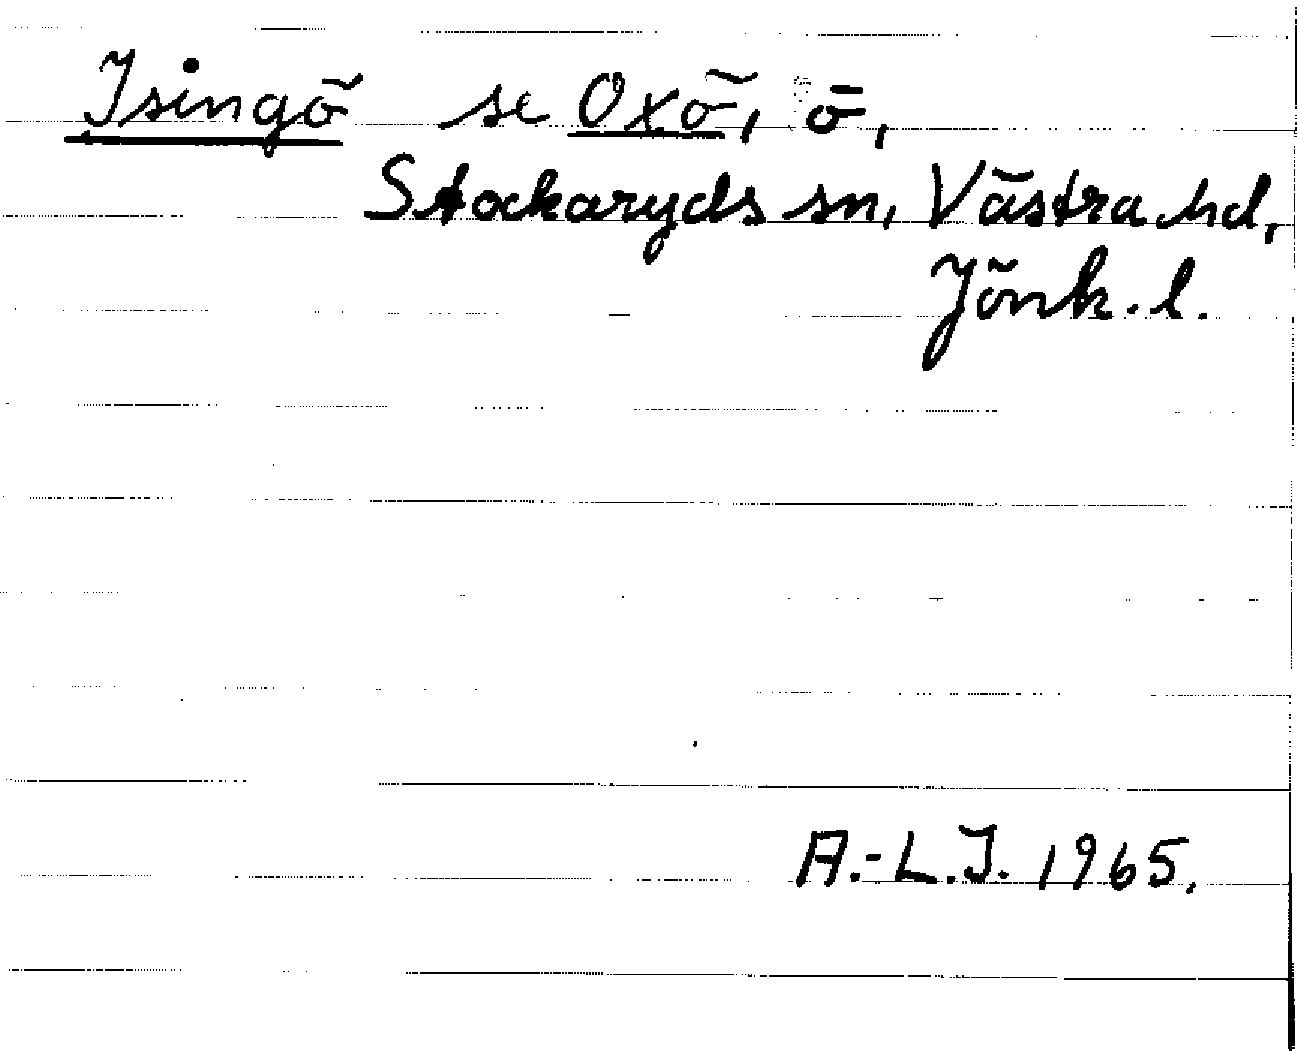 Isingö se Oxö, ö,
Stockaryds sn, Västra hd,
Jönk. l.
A.-L.J. 1965.